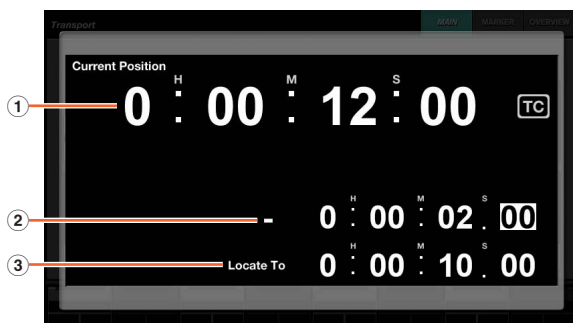 Transport MAIN MARKER OVERVIEW
Current Position
H M S
1 0 : 00 : 12 : 00 TC
H M S
2 - 0 : 00 : 02 . 00
H M S
3 Locate To 0 : 00 : 10 . 00